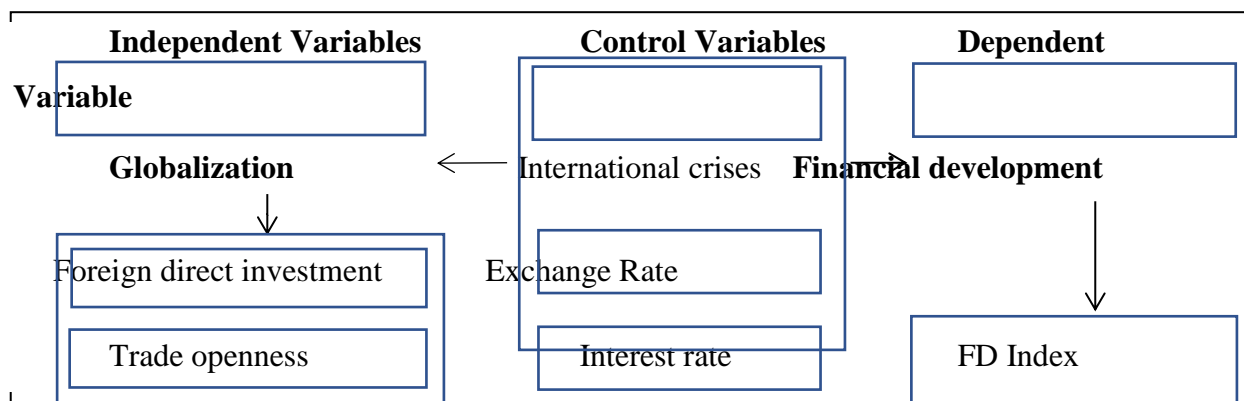 Independent Variables Control Variables Dependent
Variable
Globalization International crises Financial development
Foreign direct investment Exchange Rate
Trade openness Interest rate FD Index